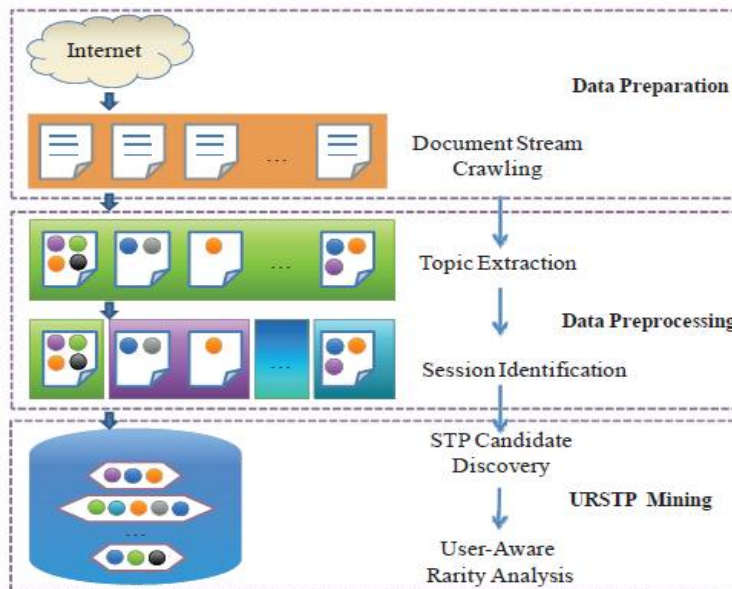 Internet
Data Preparation
Document Stream
Crawling
...
Topic Extraction
...
Data Preprocessing
Session Identification
...
STP Candidate
Discovery
URSTP Mining
...
User-Aware
Rarity Analysis